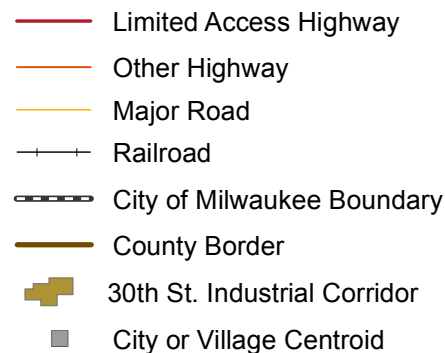 Limited Access Highway
Other Highway
Major Road
Railroad
City of Milwaukee Boundary
County Border
30th St. Industrial Corridor
City or Village Centroid